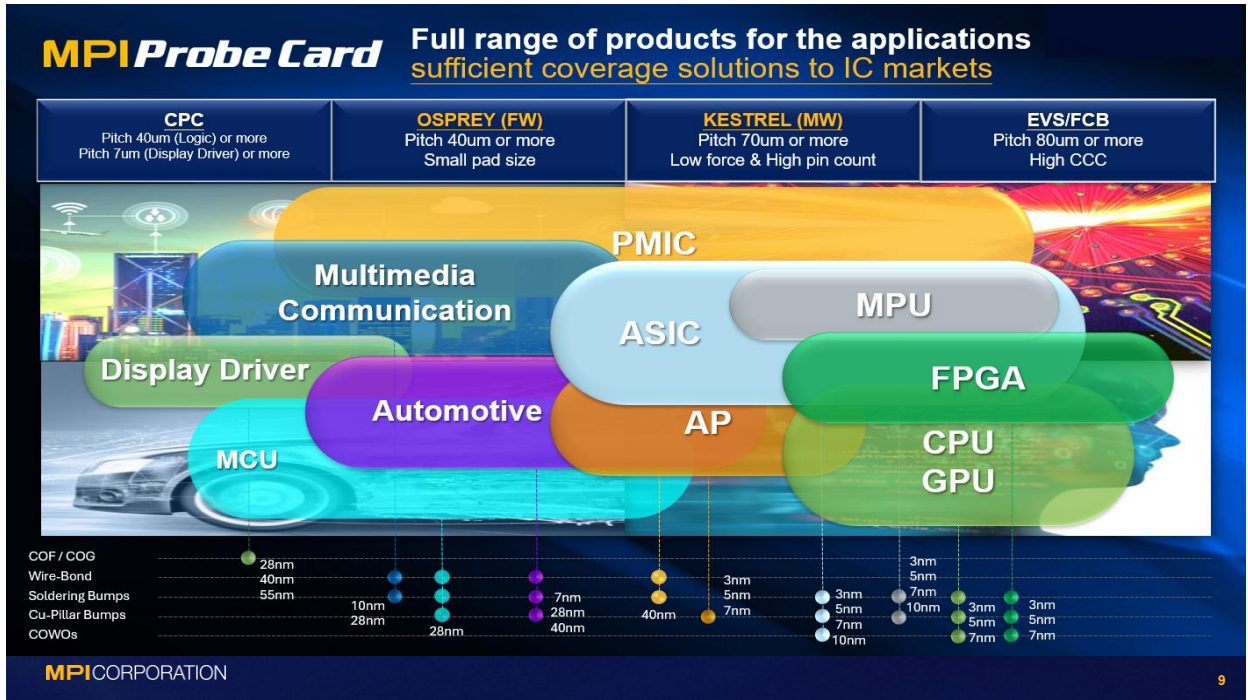 MPI Probe Card
Full range of products for the applications
sufficient coverage solutions to IC markets
CPC
Pitch 40um (Logic) or more
Pitch 7um (Display Driver) or more
OSPREY (FW)
Pitch 40um or more
Small pad size
KESTREL (MW)
Pitch 70um or more
Low force & High pin count
EVS/FCB
Pitch 80um or more
High CCC
PMIC
Multimedia
Communication
MPU
ASIC
Display Driver
FPGA
Automotive
AP
CPU
GPU
MCU
COF / COG
Wire-Bond
Soldering Bumps
Cu-Pillar Bumps
COWOs
28nm
40nm
55nm
10nm
28nm
28nm
7nm
28nm
40nm
40nm
3nm
5nm
7nm
3nm
5nm
7nm
10nm
3nm
5nm
7nm
10nm
3nm
5nm
7nm
3nm
5nm
7nm
MPI CORPORATION
9